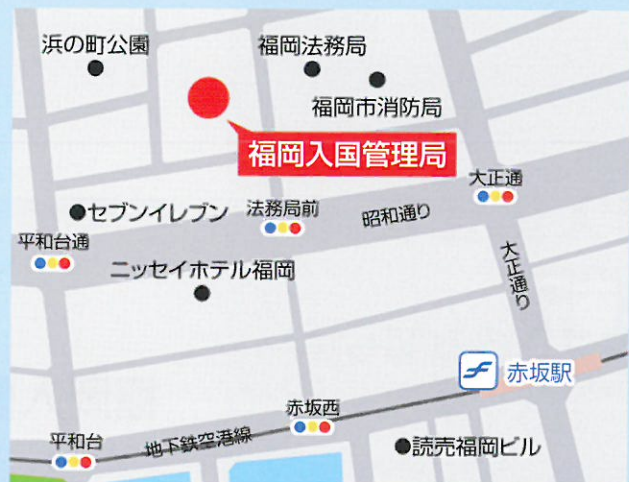 浜の町公園
福岡法務局
福岡市消防局
福岡入国管理局
大正通
セブンイレブン
法務局前
昭和通り
平和台通
ニッセイホテル福岡
大正通り
赤坂駅
赤坂西
平和台
地下鉄空港線
読売福岡ビル